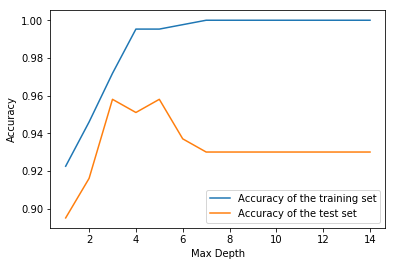 1.00
0.98
0.96
0.94
0.92
0.90
Accuracy
Accuracy of the training set
Accuracy of the test set
2 4 6 8 10 12 14
Max Depth